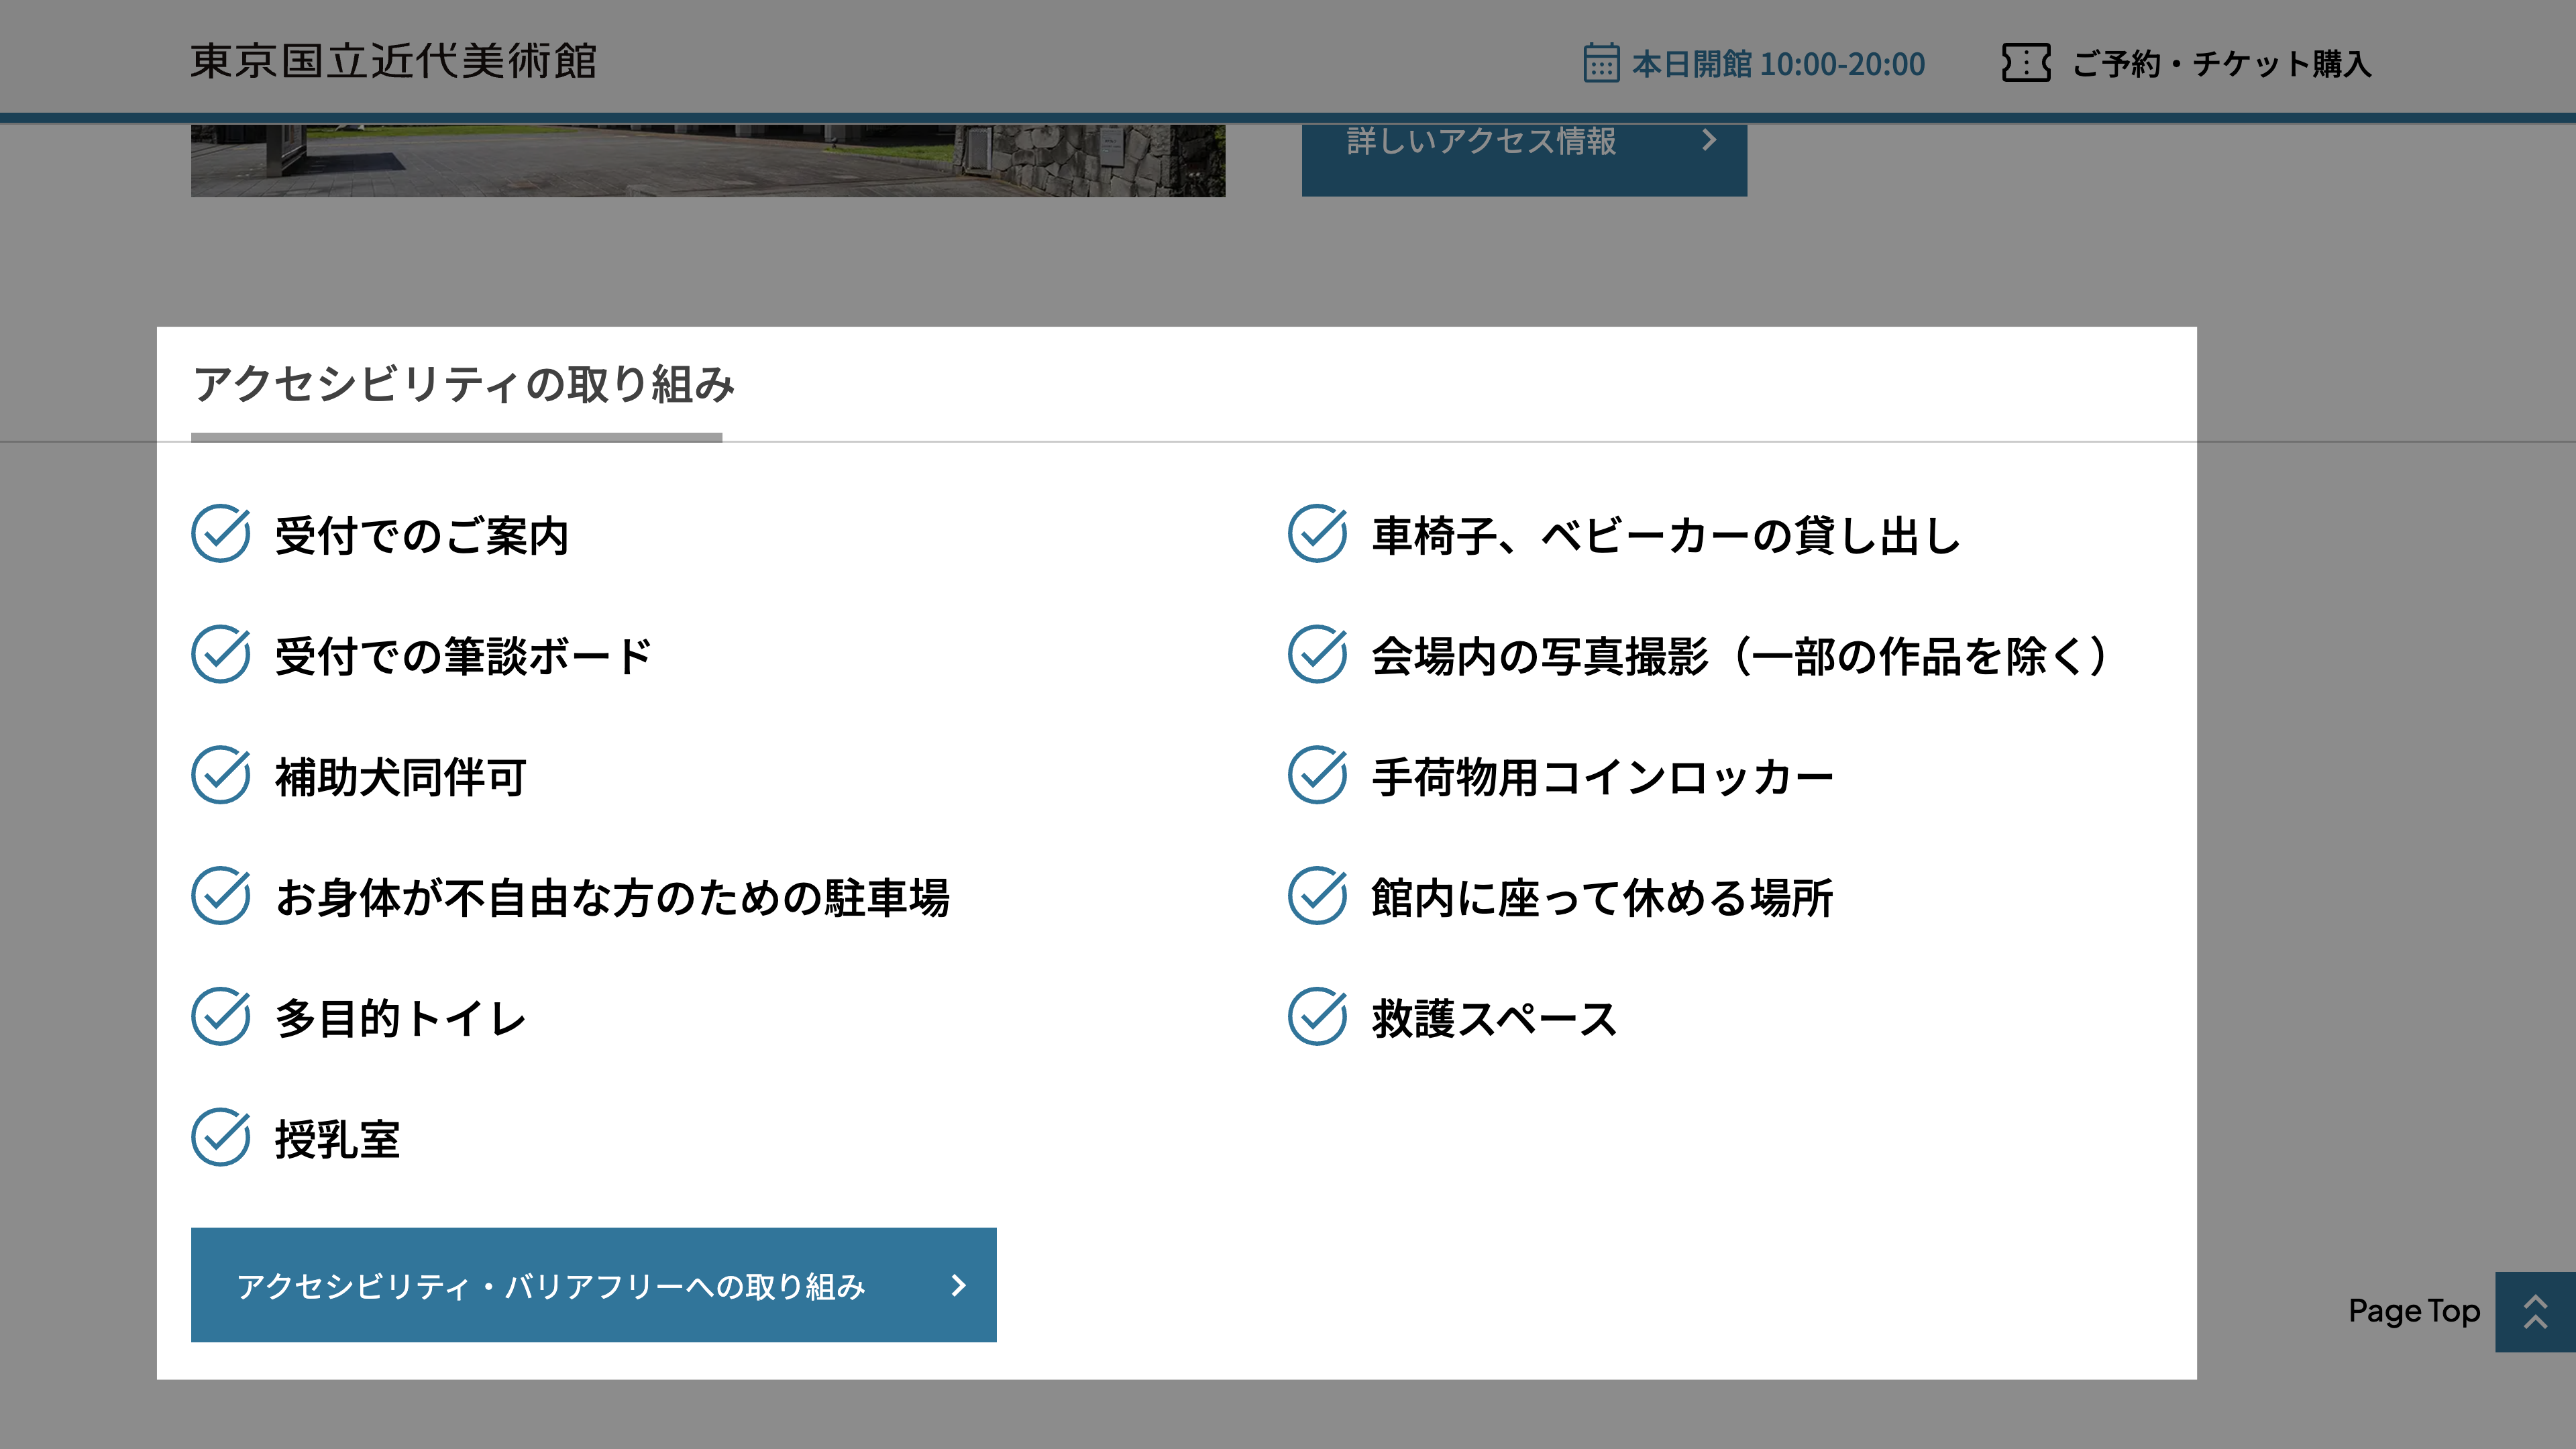 東京国立近代美術館
本日開館 10:00-20:00
ご予約・チケット購入
詳しいアクセス情報
アクセシビリティの取り組み
受付でのご案内
受付での筆談ボード
補助犬同伴可
お身体が不自由な方のための駐車場
多目的トイレ
授乳室
車椅子、ベビーカーの貸し出し
会場内の写真撮影（一部の作品を除く）
手荷物用コインロッカー
館内に座って休める場所
救護スペース
アクセシビリティ・バリアフリーへの取り組み
Page Top